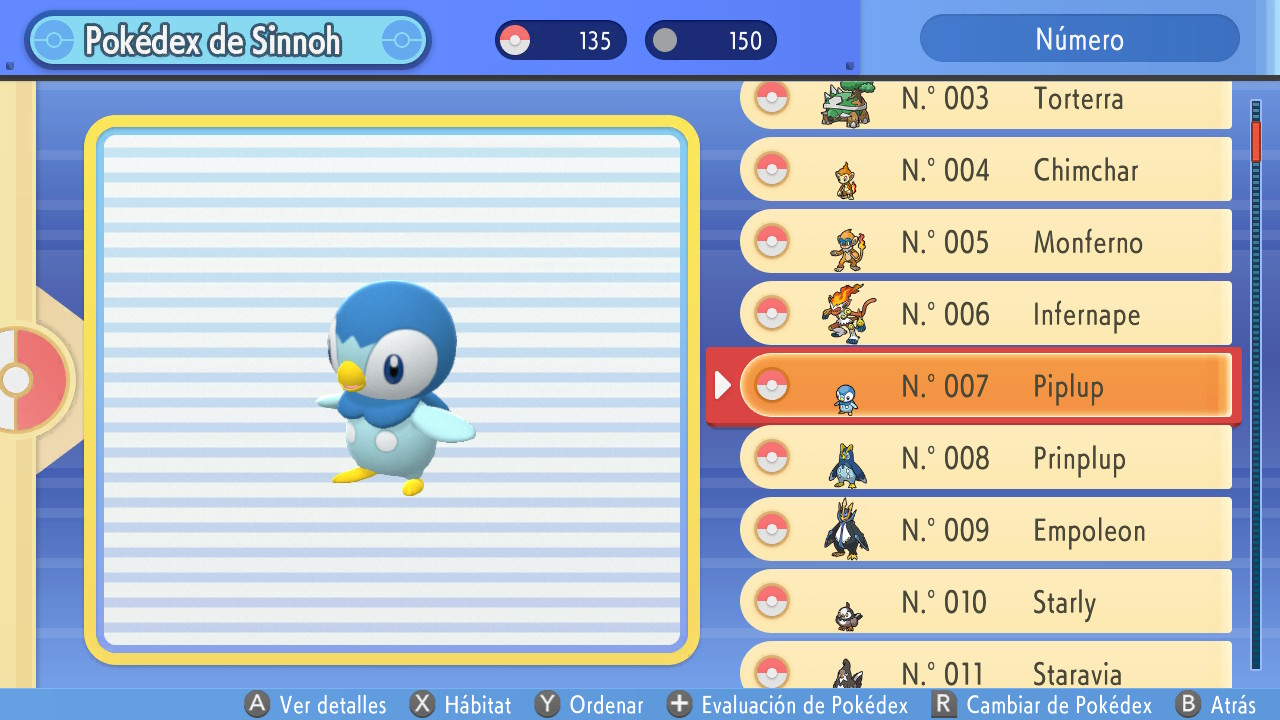 Pokédex de Sinnoh
135
150
Número
N.° 003 Torterra
N.° 004 Chimchar
N.° 005 Monferno
N.° 006 Infernape
N.° 007 Piplup
N.° 008 Prinplup
N.° 009 Empoleon
N.° 010 Starly
N.° 011 Staravia
A Ver detalles X Hábitat Y Ordenar + Evaluación de Pokédex R Cambiar de Pokédex B Atrás